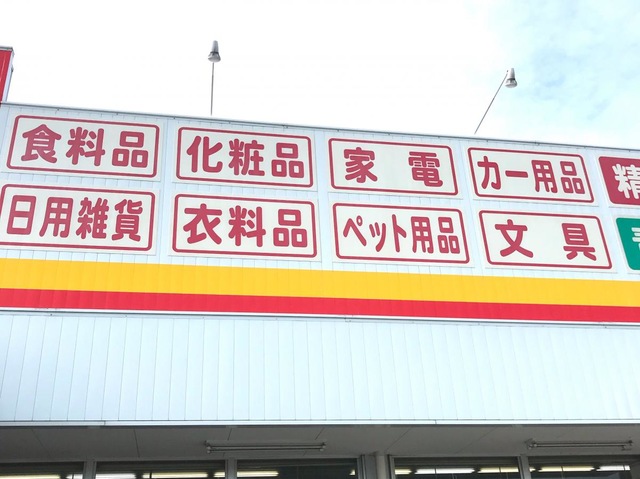 食料品 化粧品 家電 カー用品 精
日用雑貨 衣料品 ペット用品 文具